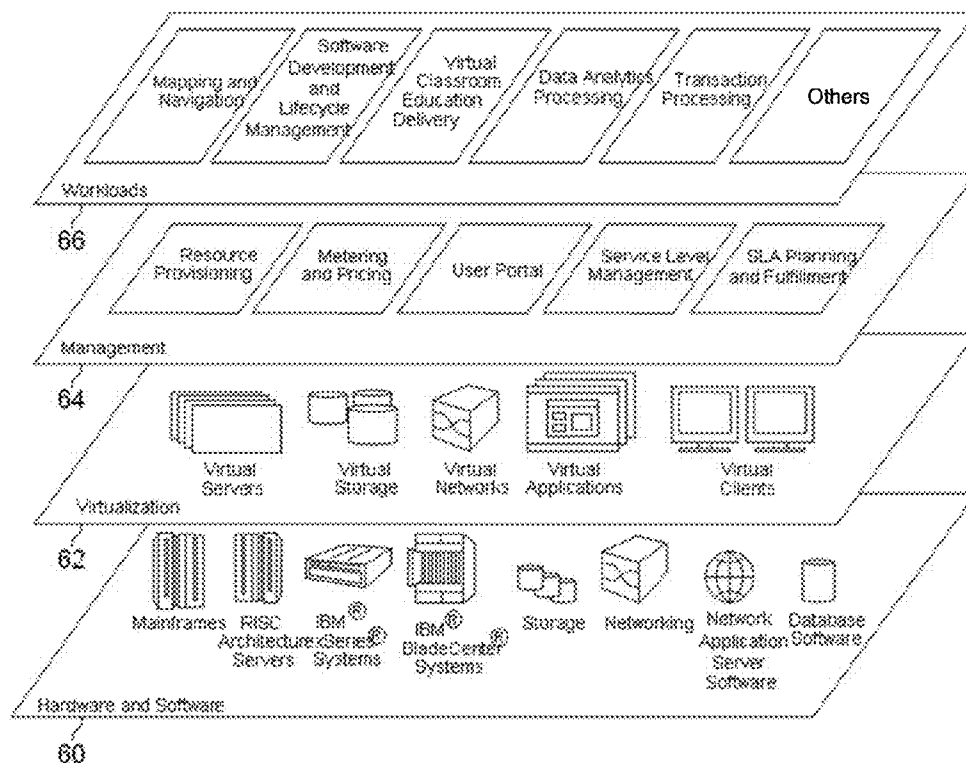 Mapping and
Navigation
Software
Development
and
Lifecycle
Management
Virtual
Classroom
Education
Delivery
Data Analytics
Processing
Transaction
Processing
Others
Workloads
66
Resource
Provisioning
Metering
and Pricing
User Portal
Service Level
Management
SLA Planning
and Fulfillment
Management
64
Virtual
Servers
Virtual
Storage
Virtual
Networks
Virtual
Applications
Virtual
Clients
Virtualization
62
Mainframes
RISC
Architecture
Servers
IBM®
xSeries®
Systems
IBM®
BladeCenter®
Systems
Storage
Networking
Network
Application
Server
Software
Database
Software
Hardware and Software
60